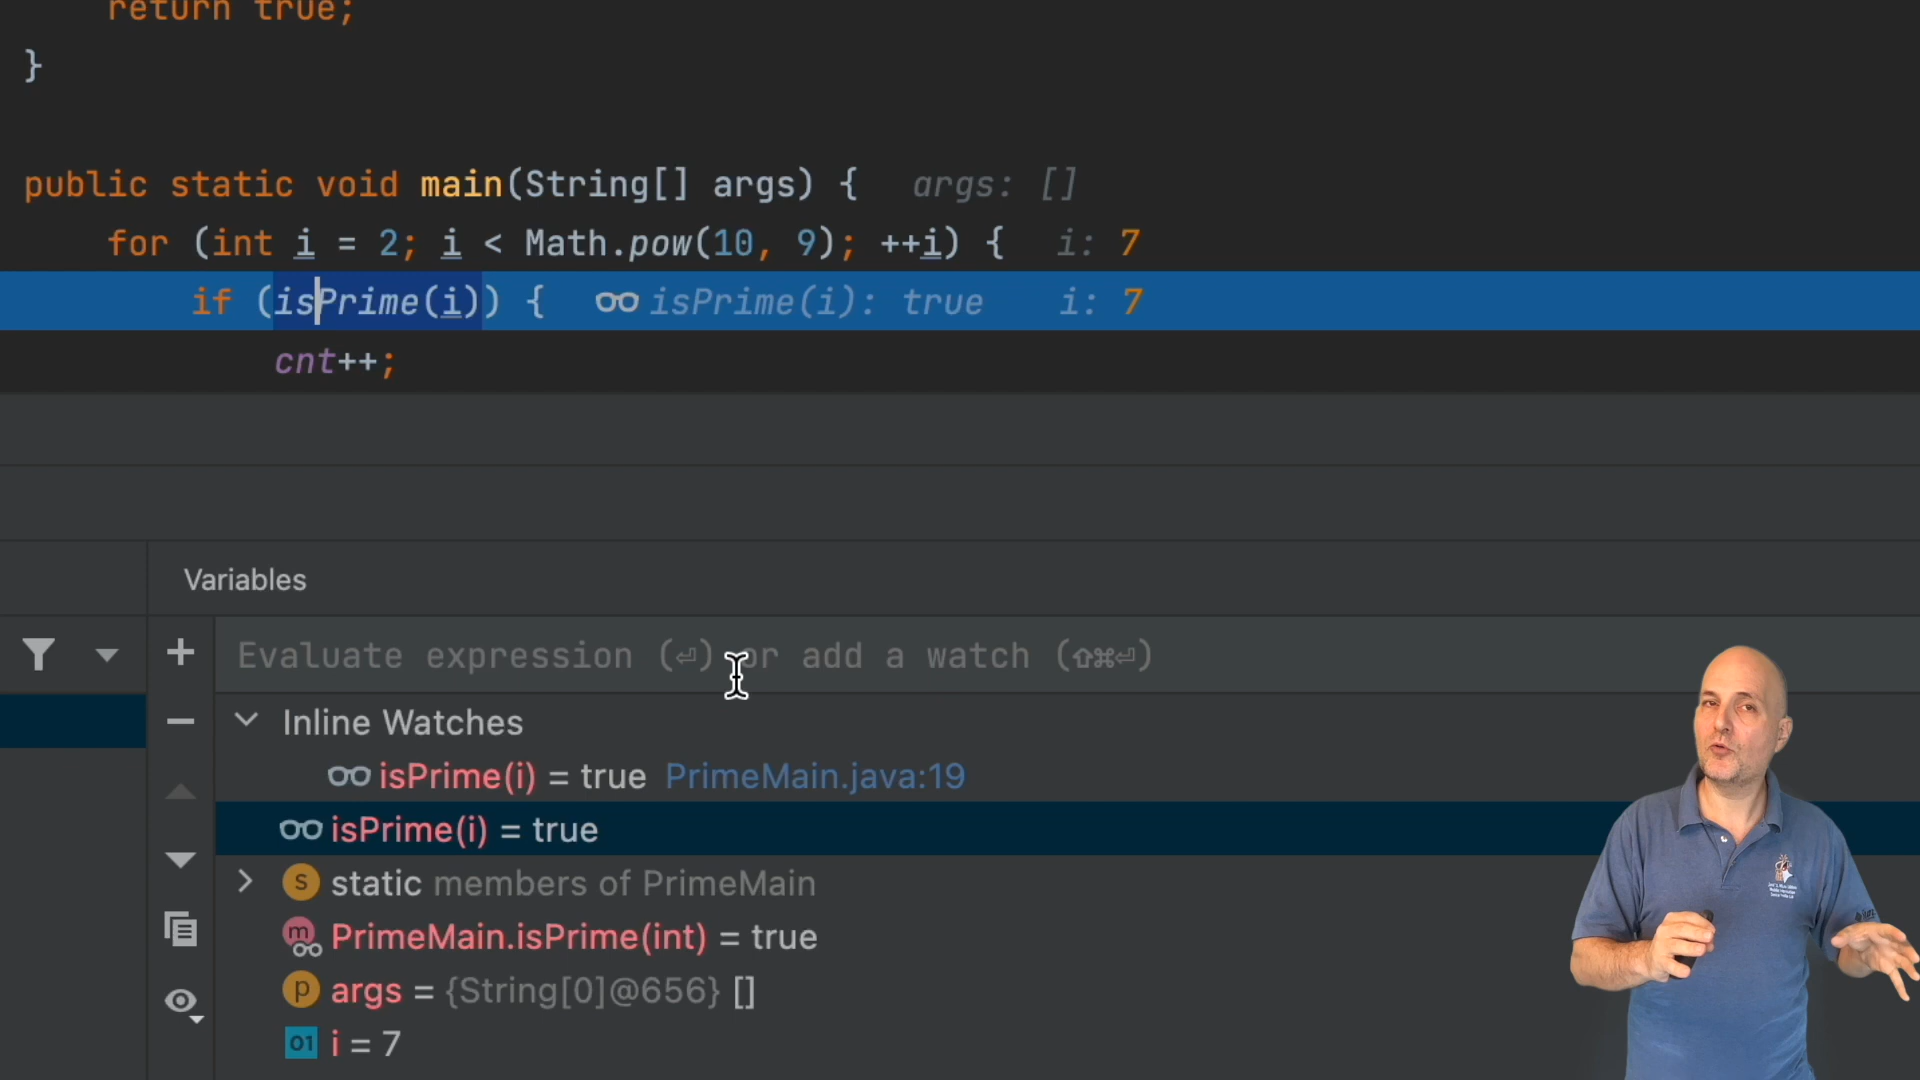 return true;
}
public static void main(String[] args) {   args: []
for (int i = 2; i < Math.pow(10, 9); ++i) {   i: 7
if (isPrime(i)) {   isPrime(i): true   i: 7
cnt++;
Variables
Evaluate expression (⏎) or add a watch (⇧⌘⏎)
Inline Watches
isPrime(i) = true  PrimeMain.java:19
isPrime(i) = true
s static members of PrimeMain
m PrimeMain.isPrime(int) = true
p args = {String[0]@656} []
01 i = 7